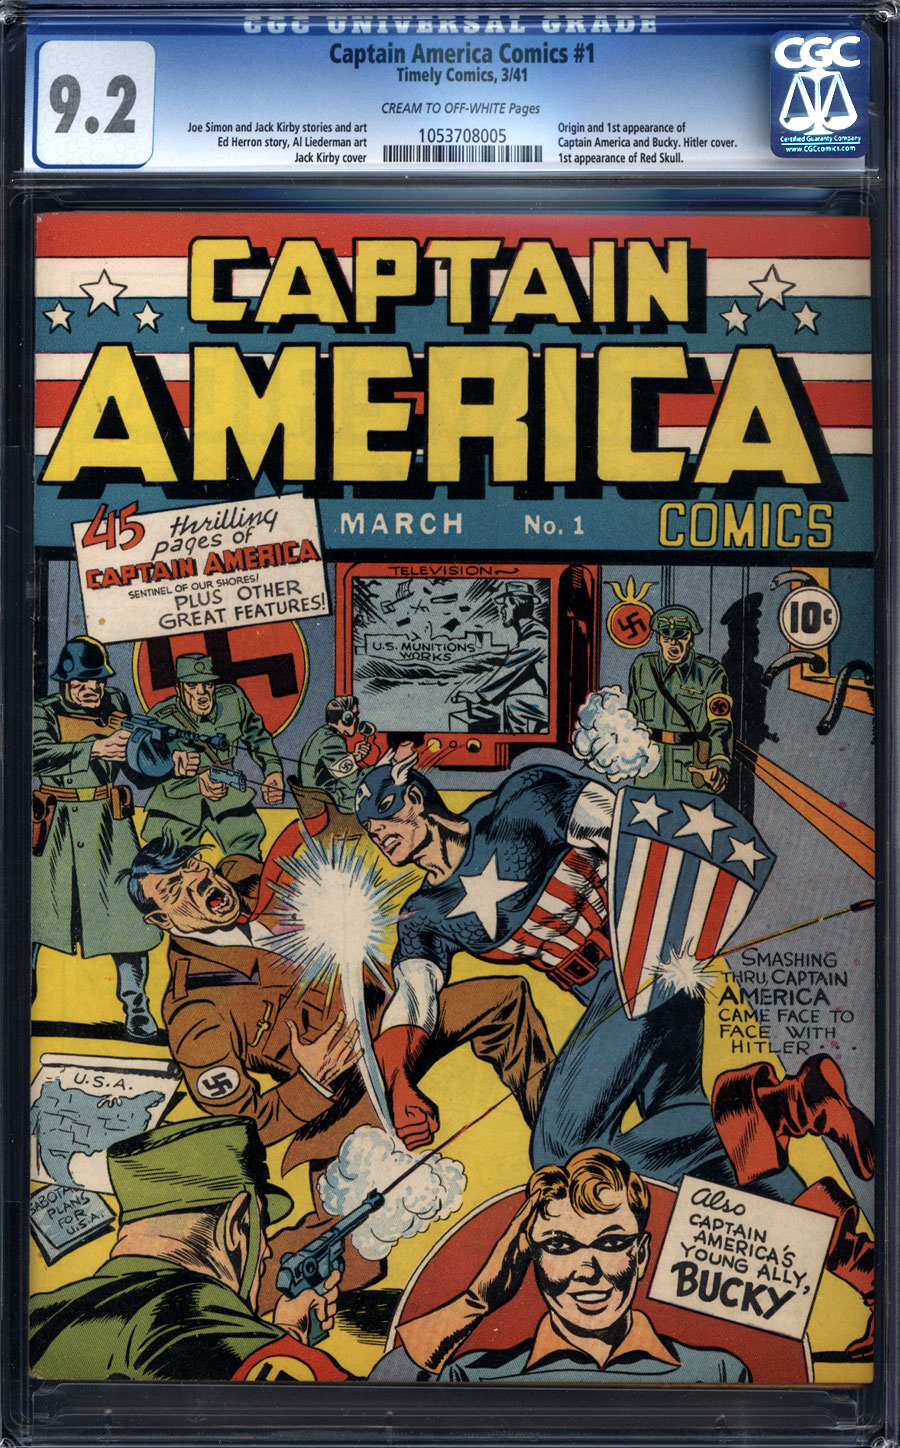 CGC UNIVERSAL GRADE
9.2
Captain America Comics #1
Timely Comics, 3/41
CREAM TO OFF-WHITE Pages
Joe Simon and Jack Kirby stories and art
Ed Herron story, Al Liederman art
Jack Kirby cover
1053708005
Origin and 1st appearance of
Captain America and Bucky. Hitler cover.
1st appearance of Red Skull.
CGC
Certified Guaranty Company
www.CGCcomics.com
CAPTAIN
AMERICA
COMICS
MARCH No. 1
45 thrilling
pages of
CAPTAIN AMERICA
SENTINEL OF OUR SHORES!
PLUS OTHER
GREAT FEATURES!
TELEVISION
U.S. MUNITIONS
WORKS
10¢
SMASHING
THRU, CAPTAIN
AMERICA
CAME FACE TO
FACE WITH
HITLER . . .
U.S.A.
SABOTAGE
PLANS
FOR
U.S.A.
Also
CAPTAIN
AMERICA'S
YOUNG ALLY,
BUCKY